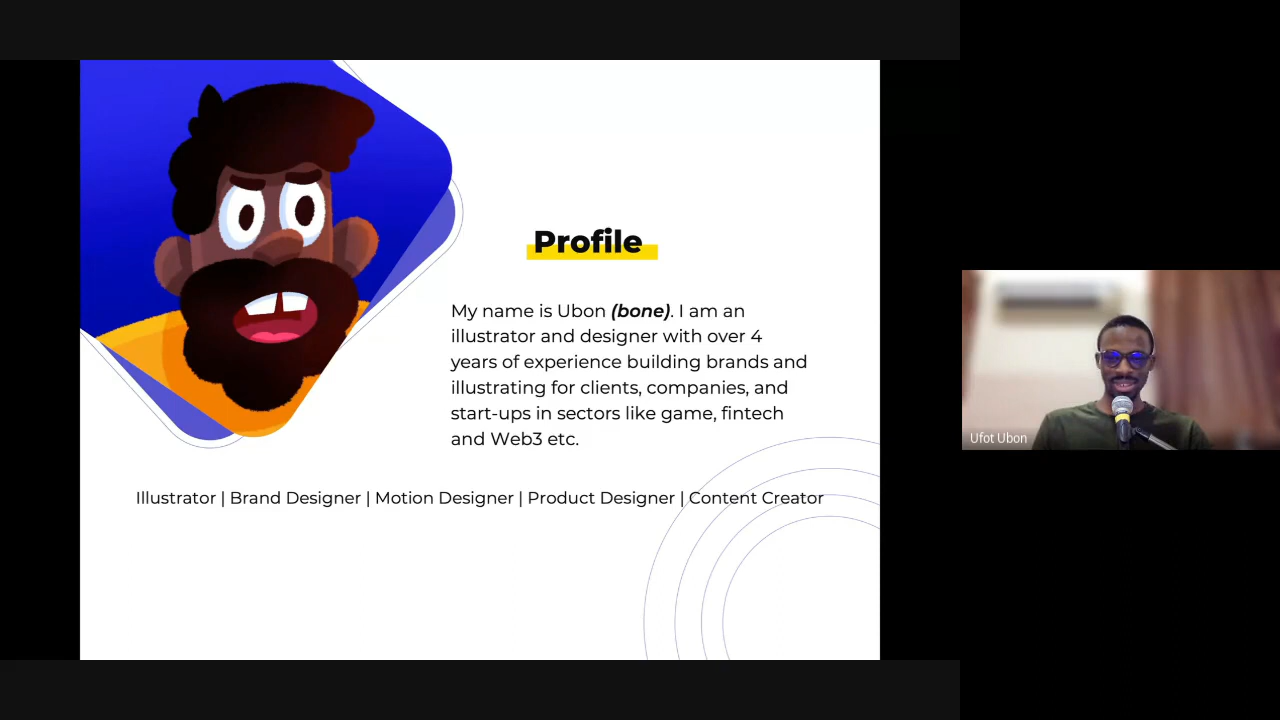 Profile
My name is Ubon (bone). I am an
illustrator and designer with over 4
years of experience building brands and
illustrating for clients, companies, and
start-ups in sectors like game, fintech
and Web3 etc.
Illustrator | Brand Designer | Motion Designer | Product Designer | Content Creator
Ufot Ubon